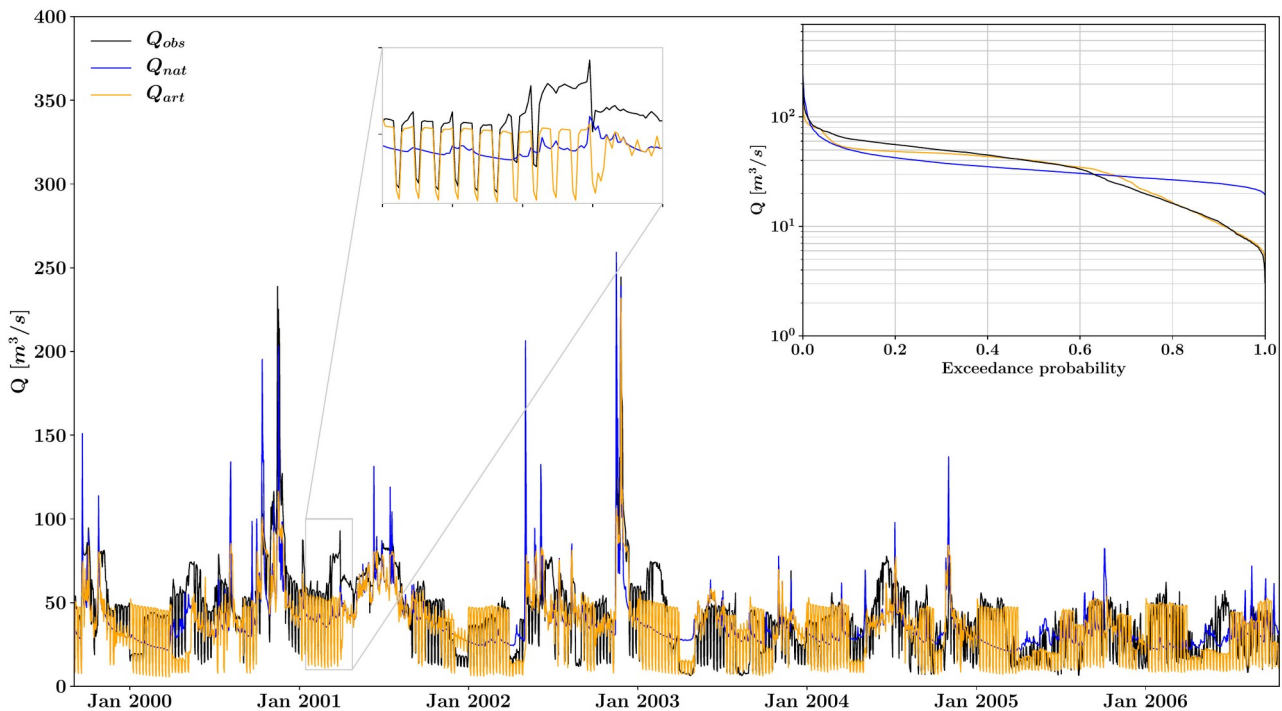 400
350
300
250
200
150
100
50
0
Q [m³/s]
Q_obs
Q_nat
Q_art
Jan 2000
Jan 2001
Jan 2002
Jan 2003
Jan 2004
Jan 2005
Jan 2006
10²
10¹
10⁰
Q [m³/s]
0.0 0.2 0.4 0.6 0.8 1.0
Exceedance probability